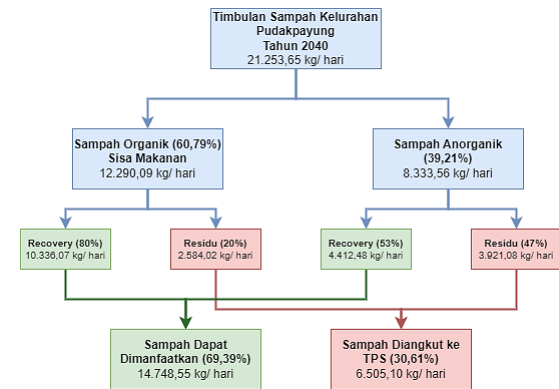 Timbulan Sampah Kelurahan
Pudakpayung
Tahun 2040
21.253,65 kg/ hari
Sampah Organik (60,79%)
Sisa Makanan
12.290,09 kg/ hari
Sampah Anorganik
(39,21%)
8.333,56 kg/ hari
Recovery (80%)
10.336,07 kg/ hari
Residu (20%)
2.584,02 kg/ hari
Recovery (53%)
4.412,48 kg/ hari
Residu (47%)
3.921,08 kg/ hari
Sampah Dapat
Dimanfaatkan (69,39%)
14.748,55 kg/ hari
Sampah Diangkut ke
TPS (30,61%)
6.505,10 kg/ hari